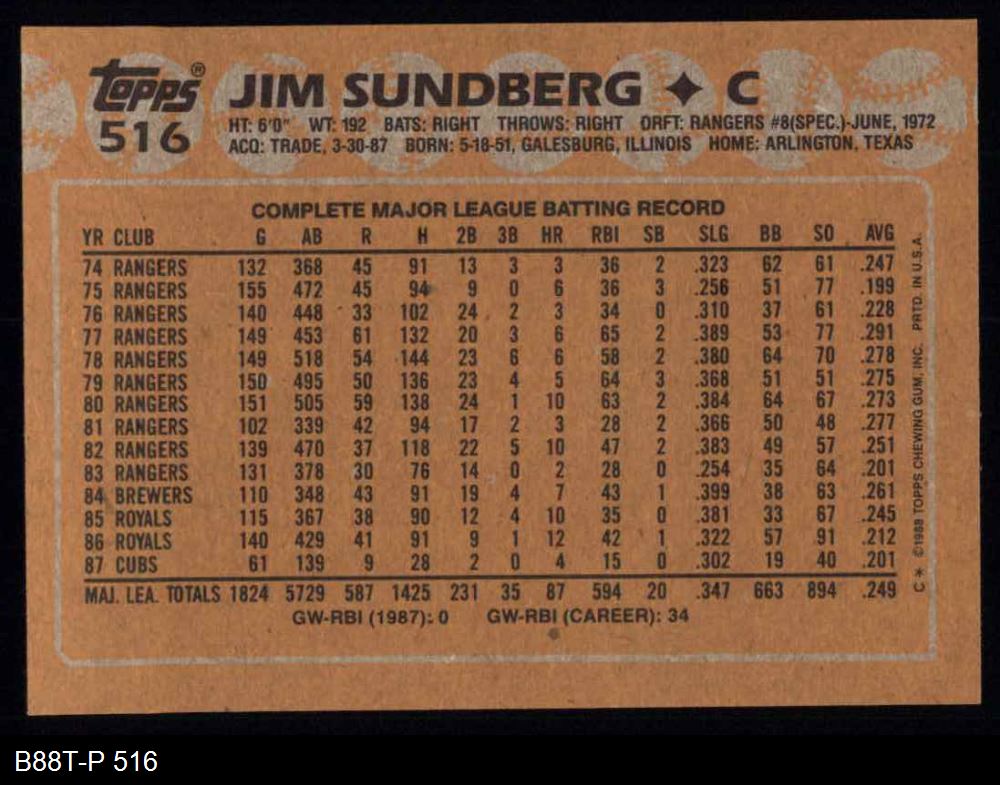 Topps® JIM SUNDBERG ✦ C
516 HT: 6'0" WT: 192 BATS: RIGHT THROWS: RIGHT DRFT: RANGERS #8(SPEC.)-JUNE, 1972
ACQ: TRADE, 3-30-87 BORN: 5-18-51, GALESBURG, ILLINOIS HOME: ARLINGTON, TEXAS
COMPLETE MAJOR LEAGUE BATTING RECORD
YR CLUB G AB R H 2B 3B HR RBI SB SLG BB SO AVG
74 RANGERS 132 368 45 91 13 3 3 36 2 .323 62 61 .247
75 RANGERS 155 472 45 94 9 0 6 36 3 .256 51 77 .199
76 RANGERS 140 448 33 102 24 2 3 34 0 .310 37 61 .228
77 RANGERS 149 453 61 132 20 3 6 65 2 .389 53 77 .291
78 RANGERS 149 518 54 144 23 6 6 58 2 .380 64 70 .278
79 RANGERS 150 495 50 136 23 4 5 64 3 .368 51 51 .275
80 RANGERS 151 505 59 138 24 1 10 63 2 .384 64 67 .273
81 RANGERS 102 339 42 94 17 2 3 28 2 .366 50 48 .277
82 RANGERS 139 470 37 118 22 5 10 47 2 .383 49 57 .251
83 RANGERS 131 378 30 76 14 0 2 28 0 .254 35 64 .201
84 BREWERS 110 348 43 91 19 4 7 43 1 .399 38 63 .261
85 ROYALS 115 367 38 90 12 4 10 35 0 .381 33 67 .245
86 ROYALS 140 429 41 91 9 1 12 42 1 .322 57 91 .212
87 CUBS 61 139 9 28 2 0 4 15 0 .302 19 40 .201
MAJ. LEA. TOTALS 1824 5729 587 1425 231 35 87 594 20 .347 663 894 .249
GW-RBI (1987): 0 GW-RBI (CAREER): 34
C* ©1988 TOPPS CHEWING GUM, INC. PRTD. IN U.S.A.
B88T-P 516